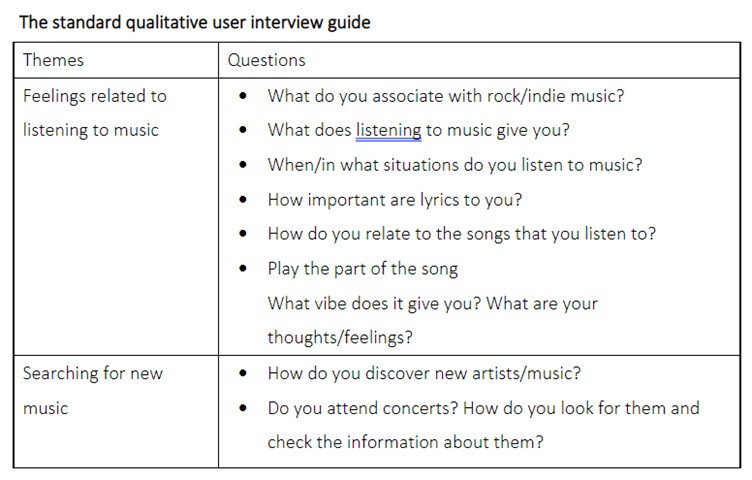 The standard qualitative user interview guide
Themes
Questions
Feelings related to
listening to music
• What do you associate with rock/indie music?
• What does listening to music give you?
• When/in what situations do you listen to music?
• How important are lyrics to you?
• How do you relate to the songs that you listen to?
• Play the part of the song
What vibe does it give you? What are your
thoughts/feelings?
Searching for new
music
• How do you discover new artists/music?
• Do you attend concerts? How do you look for them and
check the information about them?